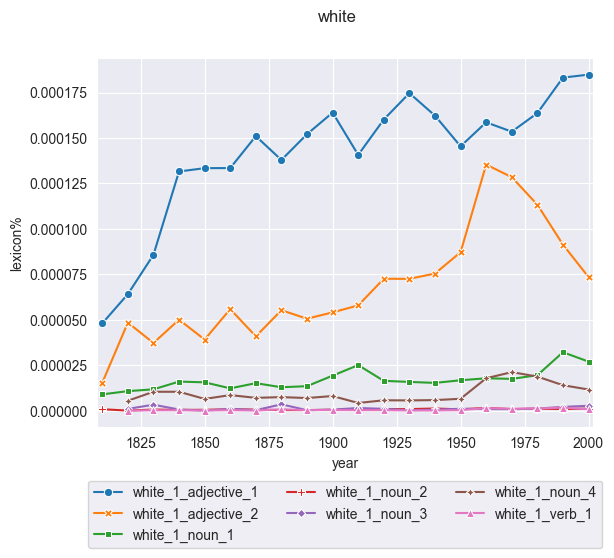 white
0.000175
0.000150
0.000125
0.000100
0.000075
0.000050
0.000025
0.000000
lexicon%
1825 1850 1875 1900 1925 1950 1975 2000
year
white_1_adjective_1 white_1_noun_2 white_1_noun_4
white_1_adjective_2 white_1_noun_3 white_1_verb_1
white_1_noun_1